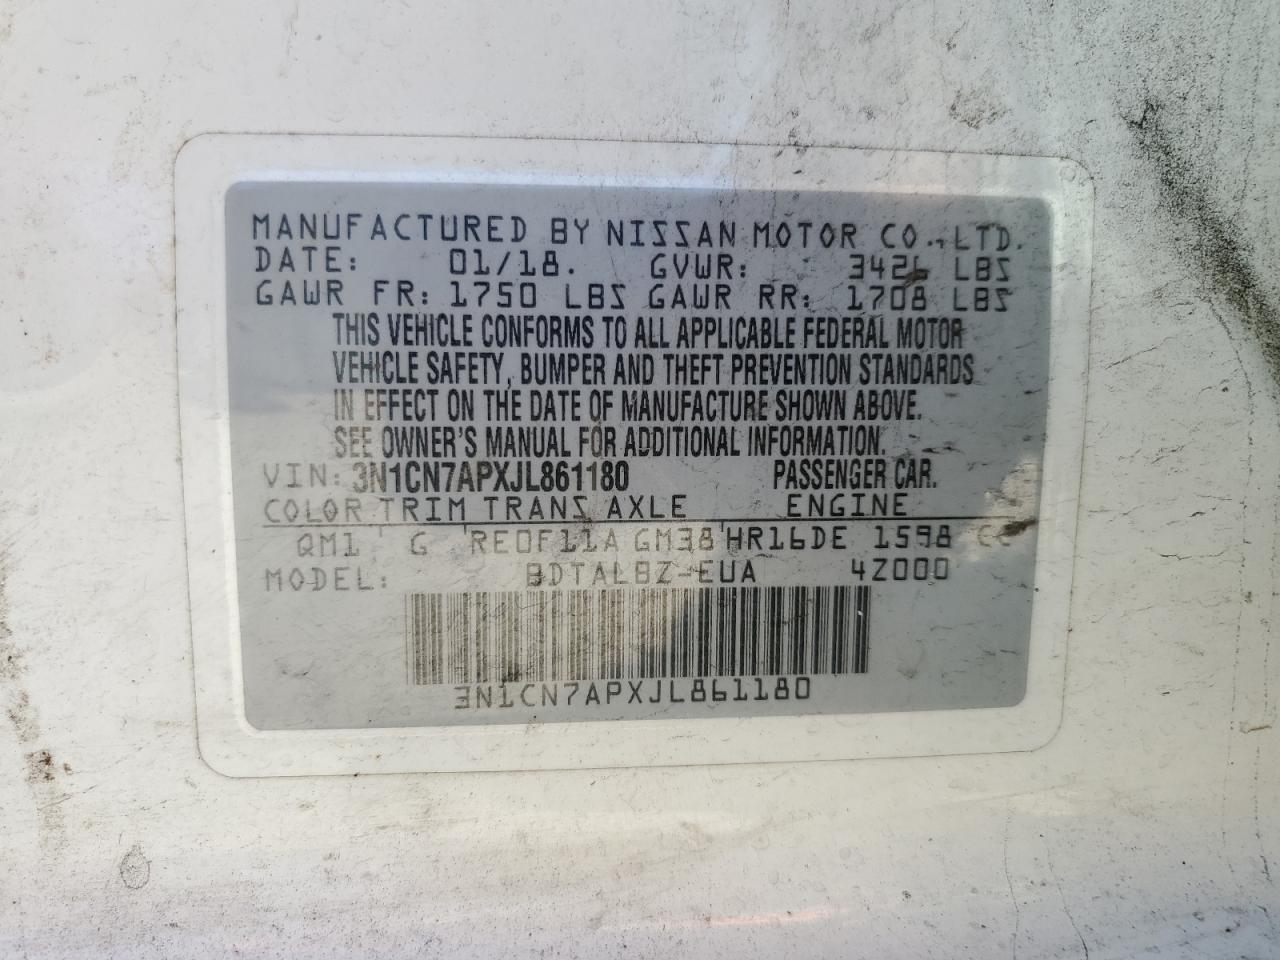 MANUFACTURED BY NISSAN MOTOR CO., LTD.
DATE: 01/18. GVWR: 3426 LBS
GAWR FR: 1750 LBS GAWR RR: 1708 LBS
THIS VEHICLE CONFORMS TO ALL APPLICABLE FEDERAL MOTOR
VEHICLE SAFETY, BUMPER AND THEFT PREVENTION STANDARDS
IN EFFECT ON THE DATE OF MANUFACTURE SHOWN ABOVE.
SEE OWNER'S MANUAL FOR ADDITIONAL INFORMATION.
VIN: 3N1CN7APXJL861180 PASSENGER CAR.
COLOR TRIM TRANS AXLE ENGINE
QM1 G RE0F11A GM38 HR16DE 1598 CC
MODEL: BDTALBZ-EUA 4Z000
3N1CN7APXJL861180